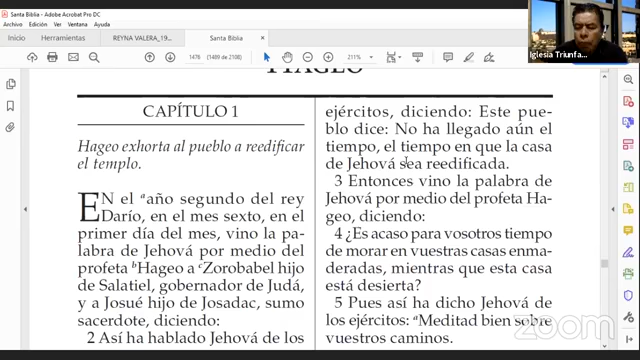 Santa Biblia - Adobe Acrobat Pro DC
Archivo Edición Ver Ventana Ayuda
Inicio Herramientas REYNA VALERA_19... Santa Biblia ×
1476 (1489 de 2108) 211%
HAGEO
CAPÍTULO 1
Hageo exhorta al pueblo a reedificar
el templo.
EN el ᵃaño segundo del rey
Darío, en el mes sexto, en el
primer día del mes, vino la pa-
labra de Jehová por medio del
profeta ᵇHageo a ᶜZorobabel hijo
de Salatiel, gobernador de Judá,
y a Josué hijo de Josadac, sumo
sacerdote, diciendo:
2 Así ha hablado Jehová de los
ejércitos, diciendo: Este pue-
blo dice: No ha llegado aún el
tiempo, el tiempo en que la casa
de Jehová sea reedificada.
3 Entonces vino la palabra de
Jehová por medio del profeta Ha-
geo, diciendo:
4 ¿Es acaso para vosotros tiempo
de morar en vuestras casas enma-
deradas, mientras que esta casa
está desierta?
5 Pues así ha dicho Jehová de
los ejércitos: ᵃMeditad bien sobre
vuestros caminos.
Iglesia Triunfa...
zoom